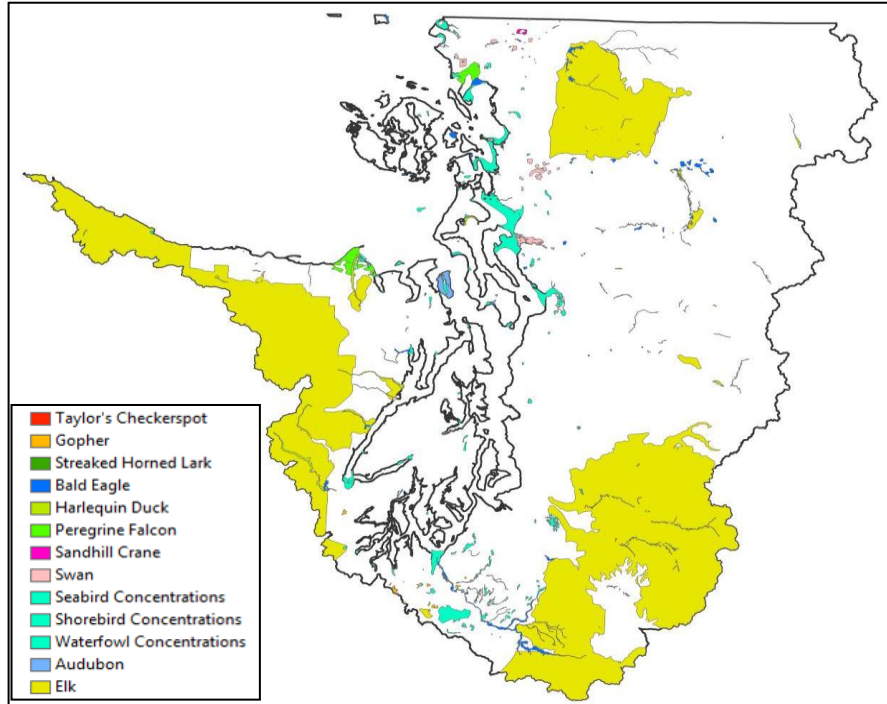 Taylor's Checkerspot
Gopher
Streaked Horned Lark
Bald Eagle
Harlequin Duck
Peregrine Falcon
Sandhill Crane
Swan
Seabird Concentrations
Shorebird Concentrations
Waterfowl Concentrations
Audubon
Elk